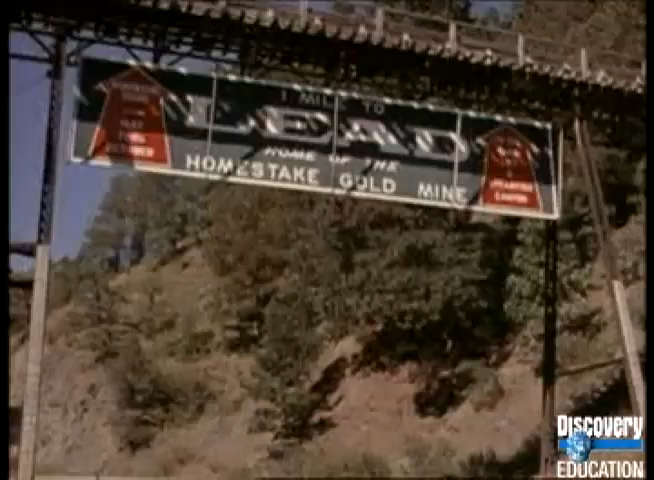 1 MILE TO
LEAD
HOME OF THE
HOMESTAKE GOLD MINE
Discovery
EDUCATION